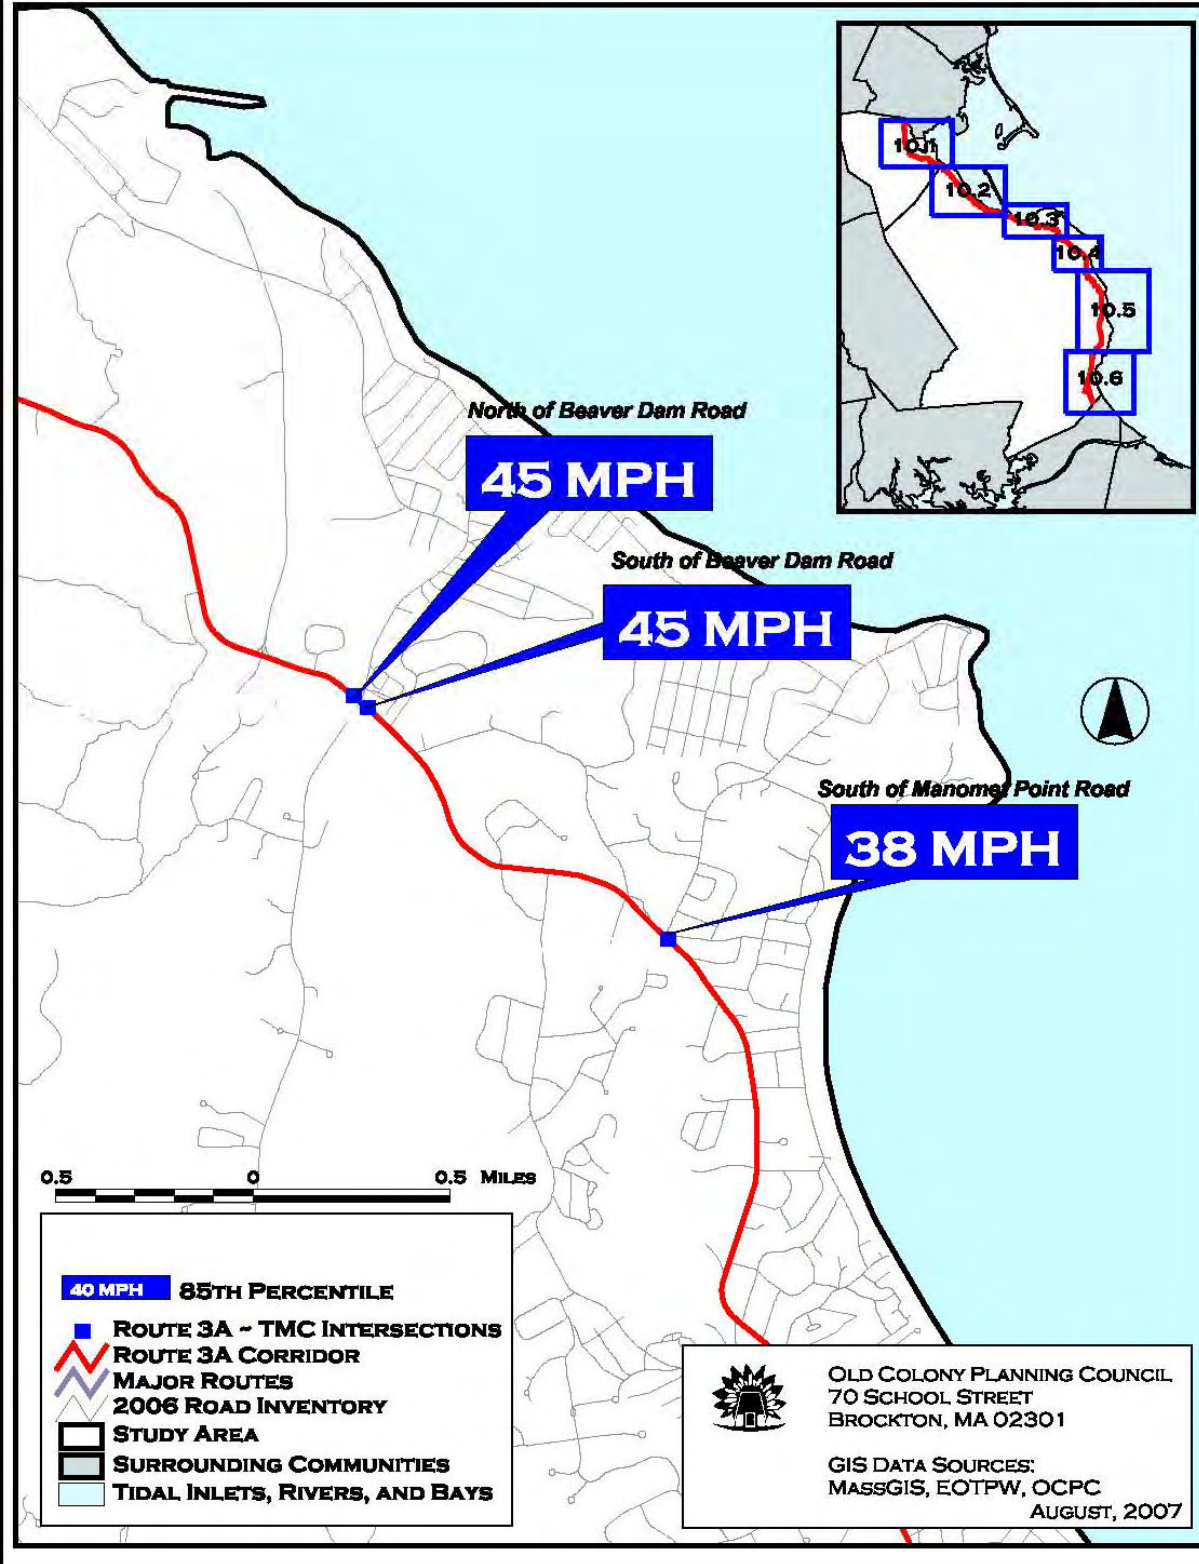 10.1
10.2
10.3
10.4
10.5
10.6
North of Beaver Dam Road
45 MPH
South of Beaver Dam Road
45 MPH
South of Manomet Point Road
38 MPH
0.5 0 0.5 MILES
40 MPH 85TH PERCENTILE
ROUTE 3A ~ TMC INTERSECTIONS
ROUTE 3A CORRIDOR
MAJOR ROUTES
2006 ROAD INVENTORY
STUDY AREA
SURROUNDING COMMUNITIES
TIDAL INLETS, RIVERS, AND BAYS
OLD COLONY PLANNING COUNCIL
70 SCHOOL STREET
BROCKTON, MA 02301
GIS DATA SOURCES:
MASSGIS, EOTPW, OCPC
AUGUST, 2007